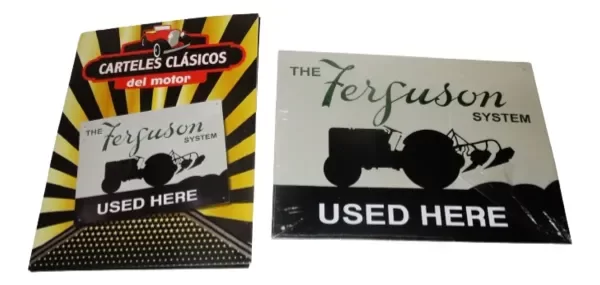 CARTELES CLÁSICOS
del motor
THE Ferguson
SYSTEM
USED HERE
THE Ferguson
SYSTEM
USED HERE